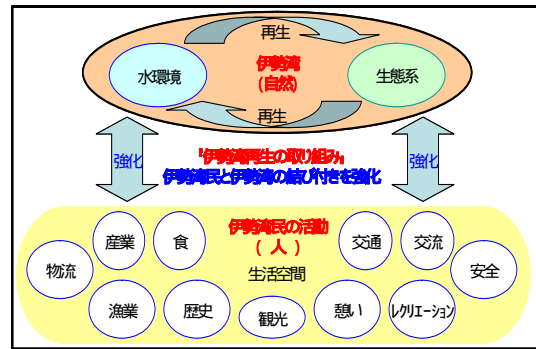 再生
伊勢湾
(自然)
水環境
生態系
再生
強化
『伊勢湾再生の取り組み』
伊勢湾民と伊勢湾の結び付きを強化
強化
伊勢湾民の活動
( 人 )
生活空間
産業
食
交通
交流
物流
安全
漁業
歴史
観光
憩い
レクリエーション